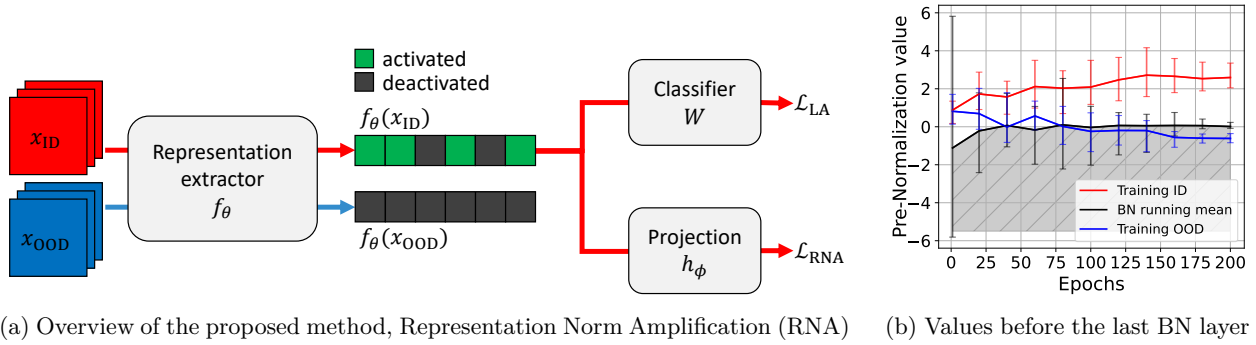 activated
deactivated
x_ID
x_OOD
Representation
extractor
f_θ
f_θ(x_ID)
f_θ(x_OOD)
Classifier
W
ℒ_LA
Projection
h_ϕ
ℒ_RNA
(a) Overview of the proposed method, Representation Norm Amplification (RNA)
Pre-Normalization value
6
4
2
0
−2
−4
−6
Training ID
BN running mean
Training OOD
0 25 50 75 100 125 150 175 200
Epochs
(b) Values before the last BN layer